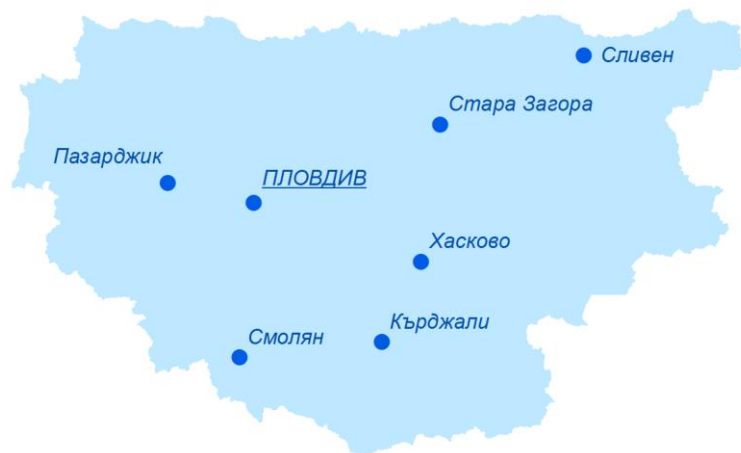 Сливен
Стара Загора
Пазарджик
ПЛОВДИВ
Хасково
Кърджали
Смолян